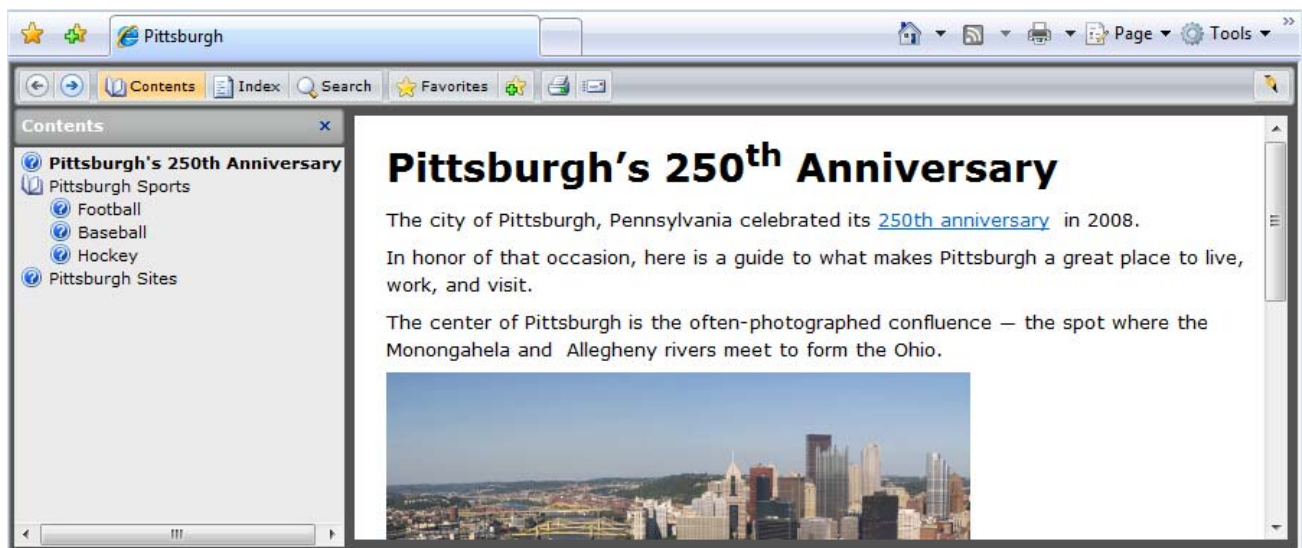 Pittsburgh
Page
Tools
Contents Index Search Favorites
Contents
Pittsburgh's 250th Anniversary
Pittsburgh Sports
Football
Baseball
Hockey
Pittsburgh Sites
Pittsburgh’s 250th Anniversary
The city of Pittsburgh, Pennsylvania celebrated its 250th anniversary in 2008.
In honor of that occasion, here is a guide to what makes Pittsburgh a great place to live,
work, and visit.
The center of Pittsburgh is the often-photographed confluence — the spot where the
Monongahela and Allegheny rivers meet to form the Ohio.